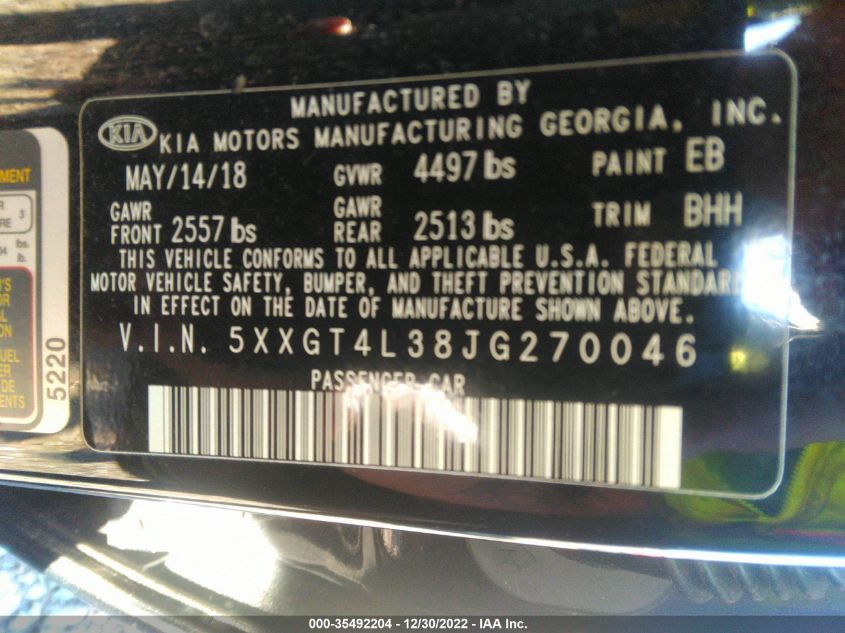 MANUFACTURED BY
KIA KIA MOTORS MANUFACTURING GEORGIA, INC.
MAY/14/18 GVWR 4497 lbs PAINT EB
GAWR FRONT 2557 lbs GAWR REAR 2513 lbs TRIM BHH
THIS VEHICLE CONFORMS TO ALL APPLICABLE U.S.A. FEDERAL
MOTOR VEHICLE SAFETY, BUMPER, AND THEFT PREVENTION STANDARD
IN EFFECT ON THE DATE OF MANUFACTURE SHOWN ABOVE.
V.I.N. 5XXGT4L38JG270046
PASSENGER CAR
5220
000-35492204 - 12/30/2022 - IAA Inc.